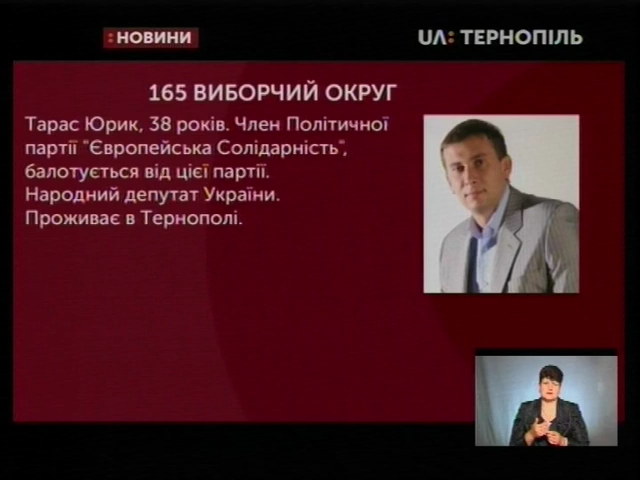 :НОВИНИ
UA: ТЕРНОПІЛЬ
165 ВИБОРЧИЙ ОКРУГ
Тарас Юрик, 38 років. Член Політичної
партії "Європейська Солідарність",
балотується від цієї партії.
Народний депутат України.
Проживає в Тернополі.